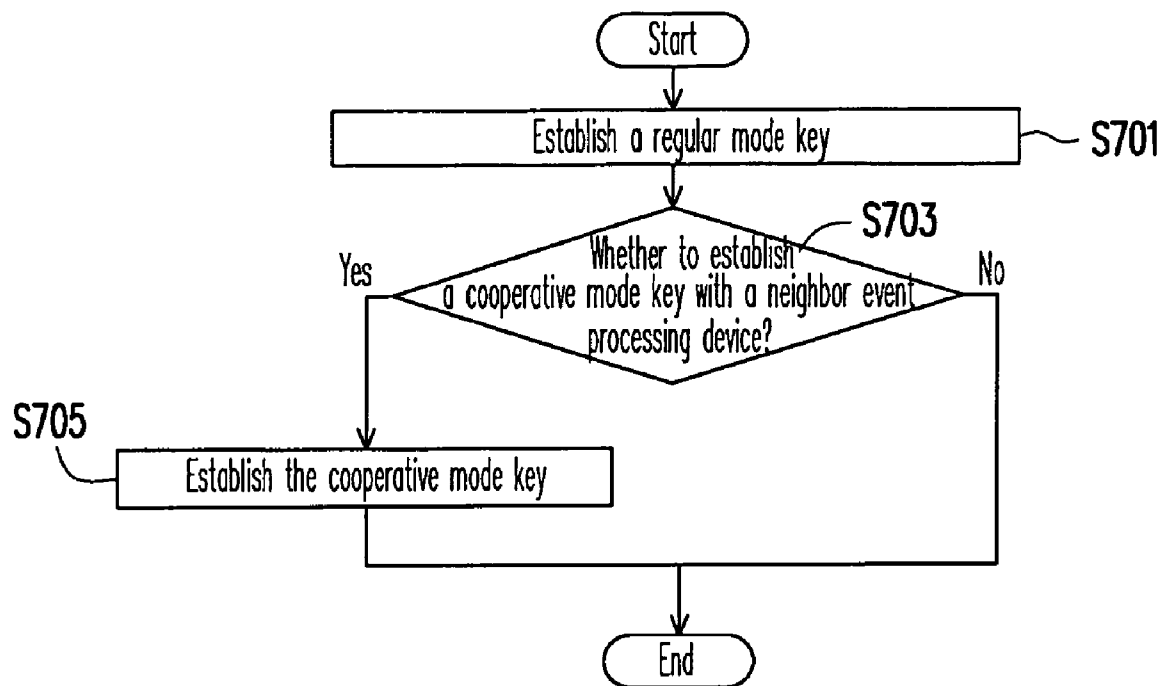 Start
Establish a regular mode key
S701
S703
Whether to establish
a cooperative mode key with a neighbor event
processing device?
Yes
No
S705
Establish the cooperative mode key
End